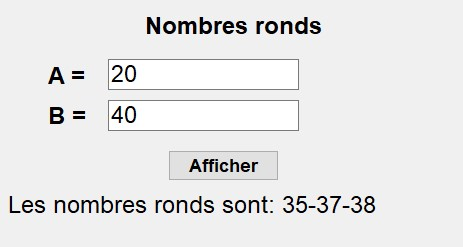 Nombres ronds
A = 20
B = 40
Afficher
Les nombres ronds sont: 35-37-38